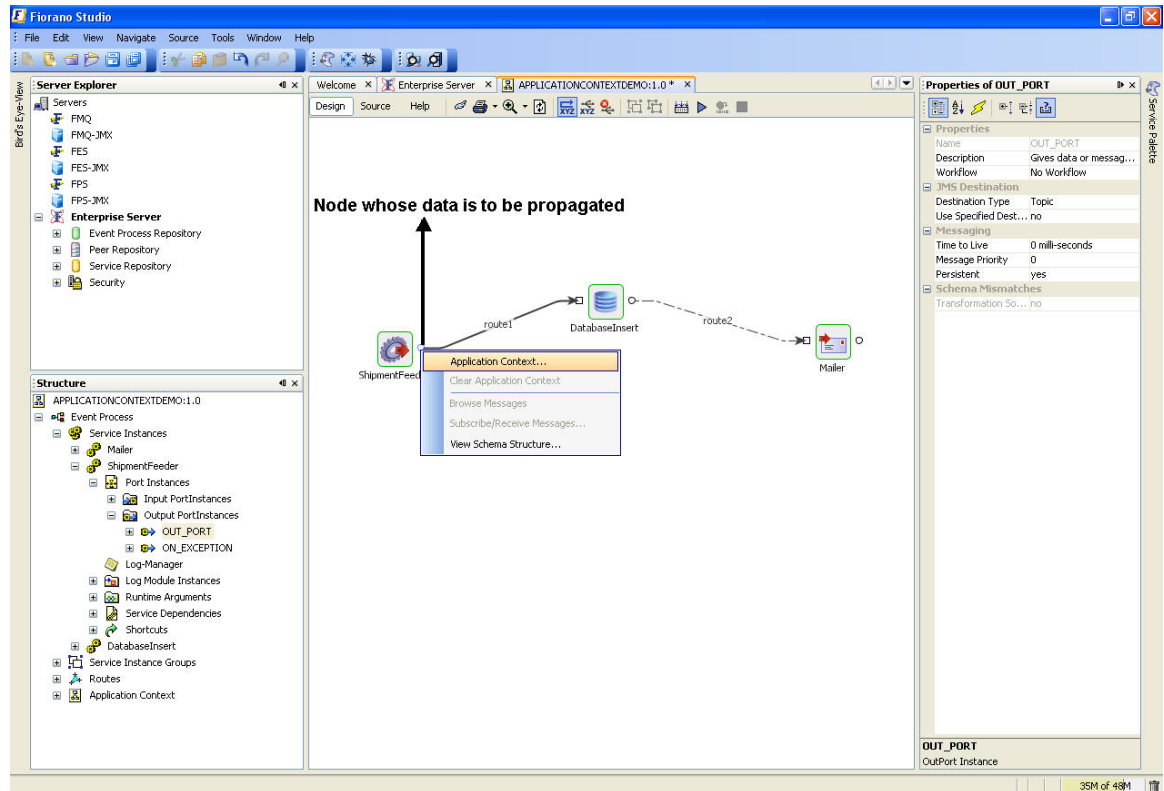 Fiorano Studio
File Edit View Navigate Source Tools Window Help
Bird's Eye-View
Server Explorer
Servers
FMQ
FMQ-JMX
FES
FES-JMX
FPS
FPS-JMX
Enterprise Server
Event Process Repository
Peer Repository
Service Repository
Security
Structure
APPLICATIONCONTEXTDEMO:1.0
Event Process
Service Instances
Mailer
ShipmentFeeder
Port Instances
Input PortInstances
Output PortInstances
OUT_PORT
ON_EXCEPTION
Log-Manager
Log Module Instances
Runtime Arguments
Service Dependencies
Shortcuts
DatabaseInsert
Service Instance Groups
Routes
Application Context
Welcome Enterprise Server APPLICATIONCONTEXTDEMO:1.0 *
Design Source Help XYZ XYZ
Node whose data is to be propagated
route1
DatabaseInsert
route2
Mailer
ShipmentFeed
Application Context...
Clear Application Context
Browse Messages
Subscribe/Receive Messages...
View Schema Structure...
Properties of OUT_PORT
Properties
Name OUT_PORT
Description Gives data or messag...
Workflow No Workflow
JMS Destination
Destination Type Topic
Use Specified Dest... no
Messaging
Time to Live 0 milli-seconds
Message Priority 0
Persistent yes
Schema Mismatches
Transformation So... no
OUT_PORT
OutPort Instance
Service Palette
35M of 48M